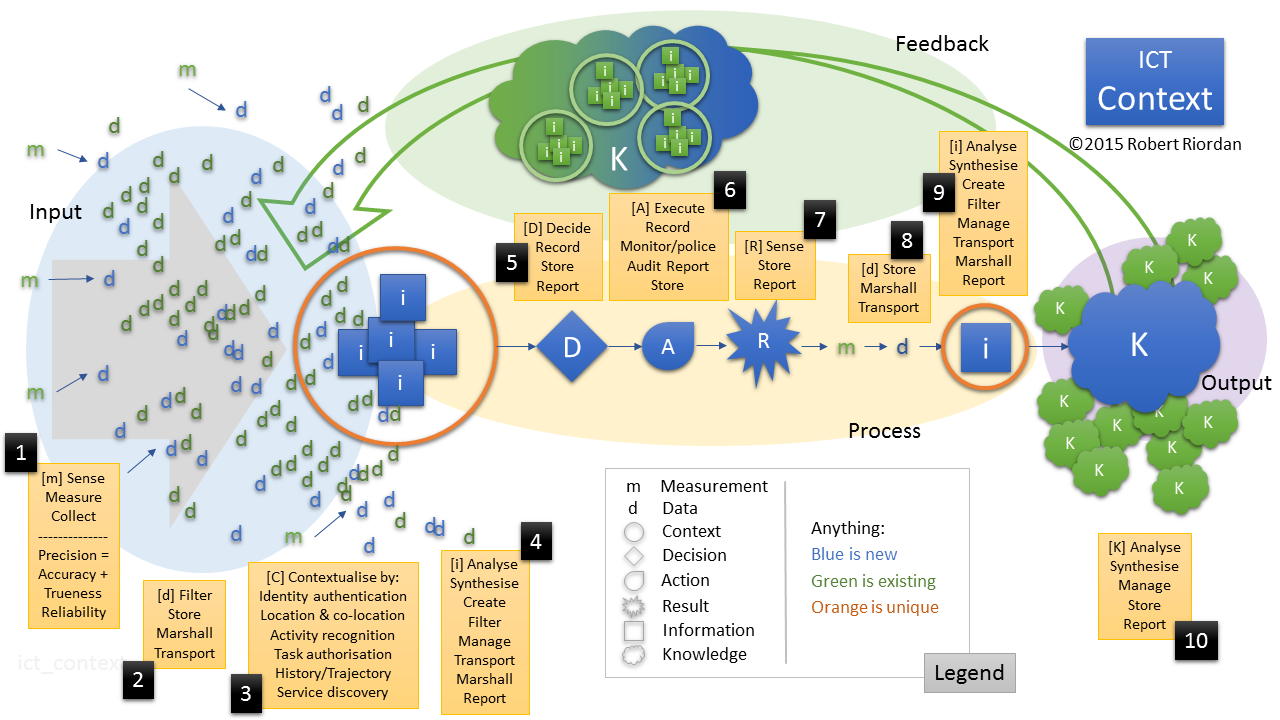 Feedback
ICT
Context
©2015 Robert Riordan
Input
Process
Output
K
i
D
A
R
m
d
i
K
1
[m] Sense
Measure
Collect
--------------
Precision =
Accuracy +
Trueness
Reliability
2
[d] Filter
Store
Marshall
Transport
3
[C] Contextualise by:
Identity authentication
Location & co-location
Activity recognition
Task authorisation
History/Trajectory
Service discovery
4
[i] Analyse
Synthesise
Create
Filter
Manage
Transport
Marshall
Report
5
[D] Decide
Record
Store
Report
6
[A] Execute
Record
Monitor/police
Audit Report
Store
7
[R] Sense
Store
Report
8
[d] Store
Marshall
Transport
9
[i] Analyse
Synthesise
Create
Filter
Manage
Transport
Marshall
Report
10
[K] Analyse
Synthesise
Manage
Store
Report
m Measurement
d Data
Context
Decision
Action
Result
Information
Knowledge
Anything:
Blue is new
Green is existing
Orange is unique
Legend
ict_context